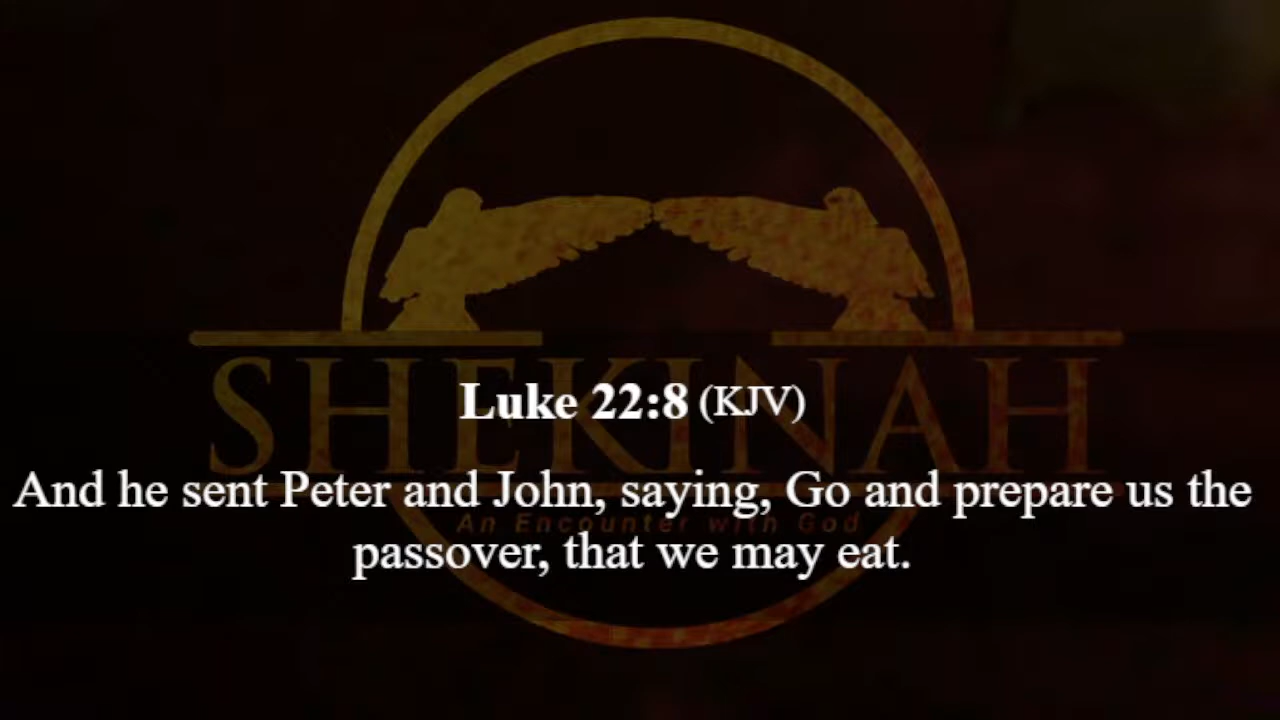 SHEKINAH
Luke 22:8 (KJV)
And he sent Peter and John, saying, Go and prepare us the
An Encounter with God
passover, that we may eat.